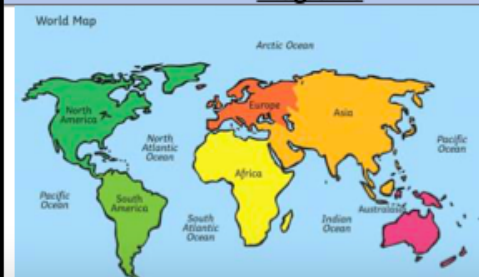 World Map
Arctic Ocean
North
America
Europe
Asia
North
Atlantic
Ocean
Pacific
Ocean
Africa
Pacific
Ocean
South
America
South
Atlantic
Ocean
Indian
Ocean
Australasia